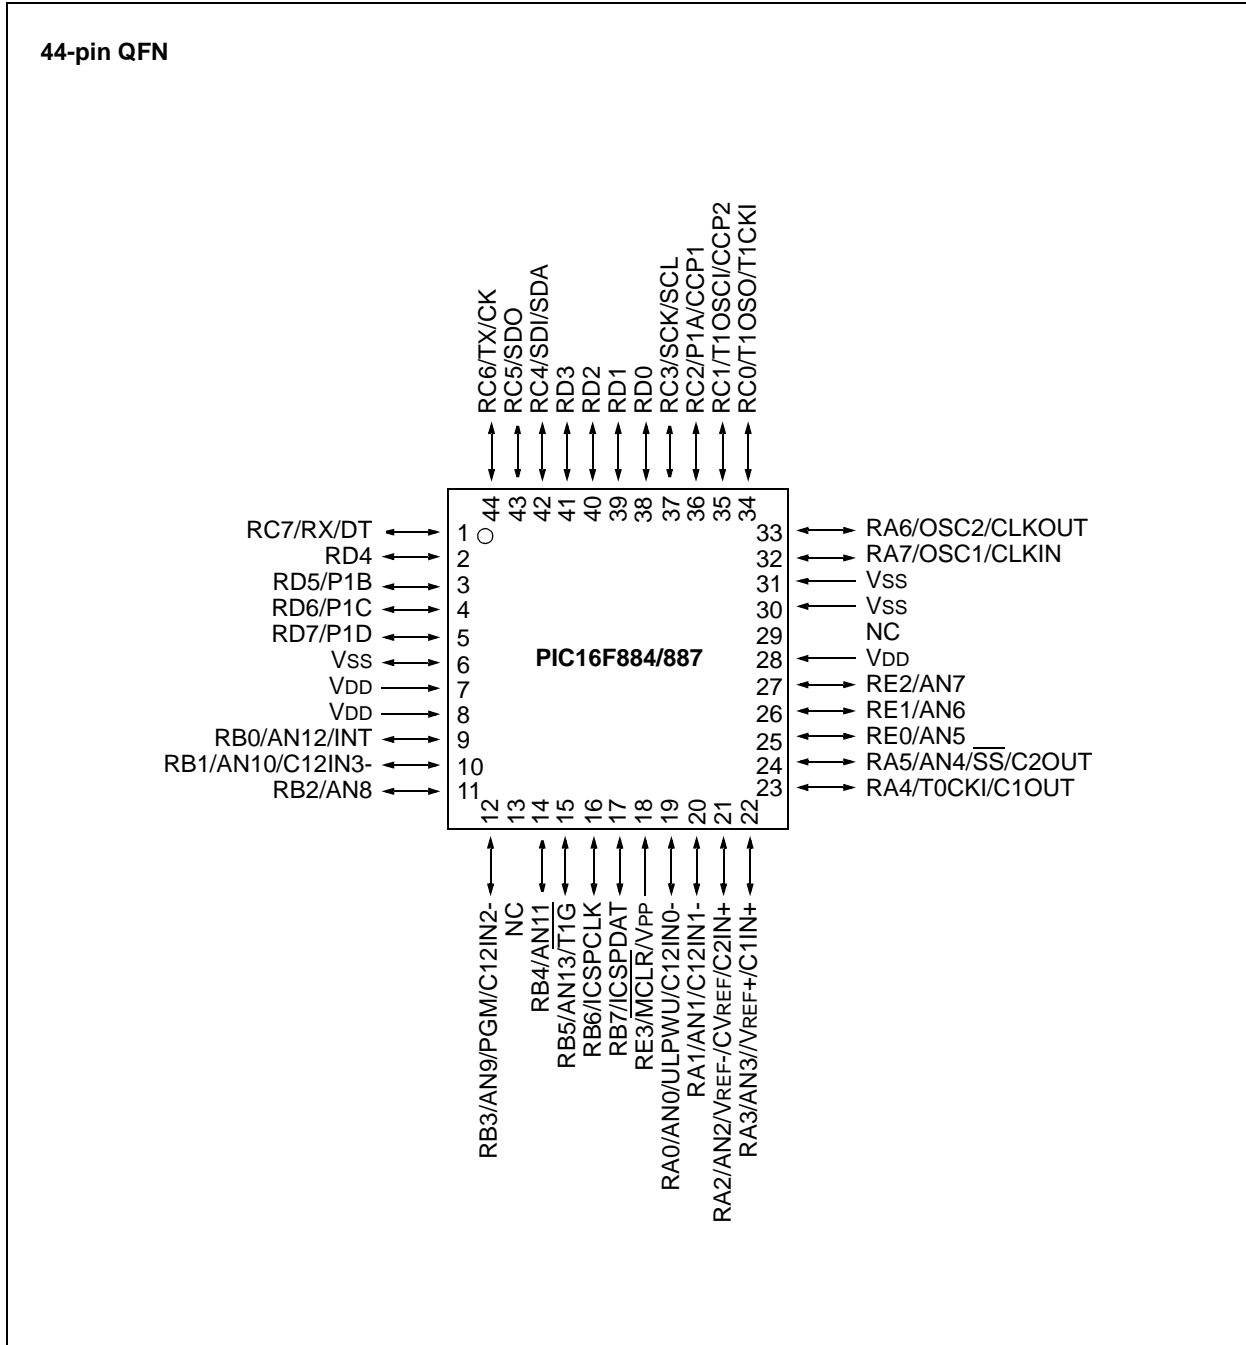 44-pin QFN
RC6/TX/CK
RC5/SDO
RC4/SDI/SDA
RD3
RD2
RD1
RD0
RC3/SCK/SCL
RC2/P1A/CCP1
RC1/T1OSCI/CCP2
RC0/T1OSO/T1CKI
44
43
42
41
40
39
38
37
36
35
34
RC7/RX/DT 1
RD4 2
RD5/P1B 3
RD6/P1C 4
RD7/P1D 5
VSS 6
VDD 7
VDD 8
RB0/AN12/INT 9
RB1/AN10/C12IN3- 10
RB2/AN8 11
PIC16F884/887
33 RA6/OSC2/CLKOUT
32 RA7/OSC1/CLKIN
31 VSS
30 VSS
29 NC
28 VDD
27 RE2/AN7
26 RE1/AN6
25 RE0/AN5
24 RA5/AN4/SS/C2OUT
23 RA4/T0CKI/C1OUT
12
13
14
15
16
17
18
19
20
21
22
RB3/AN9/PGM/C12IN2-
NC
RB4/AN11
RB5/AN13/T1G
RB6/ICSPCLK
RB7/ICSPDAT
RE3/MCLR/VPP
RA0/AN0/ULPWU/C12IN0-
RA1/AN1/C12IN1-
RA2/AN2/VREF-/CVREF/C2IN+
RA3/AN3//VREF+/C1IN+